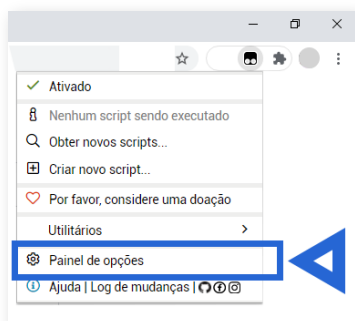 Ativado
Nenhum script sendo executado
Obter novos scripts...
Criar novo script...
Por favor, considere uma doação
Utilitários
Painel de opções
Ajuda | Log de mudanças |